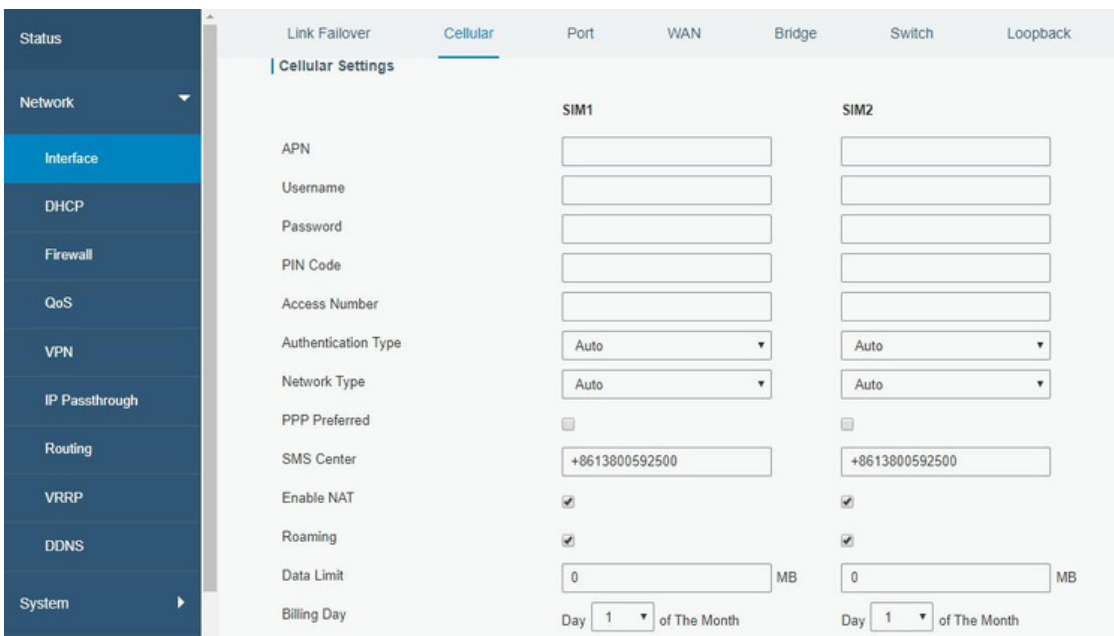 Status
Network
Interface
DHCP
Firewall
QoS
VPN
IP Passthrough
Routing
VRRP
DDNS
System
Link Failover Cellular Port WAN Bridge Switch Loopback
Cellular Settings
SIM1 SIM2
APN
Username
Password
PIN Code
Access Number
Authentication Type Auto Auto
Network Type Auto Auto
PPP Preferred
SMS Center +8613800592500 +8613800592500
Enable NAT
Roaming
Data Limit 0 MB 0 MB
Billing Day Day 1 of The Month Day 1 of The Month